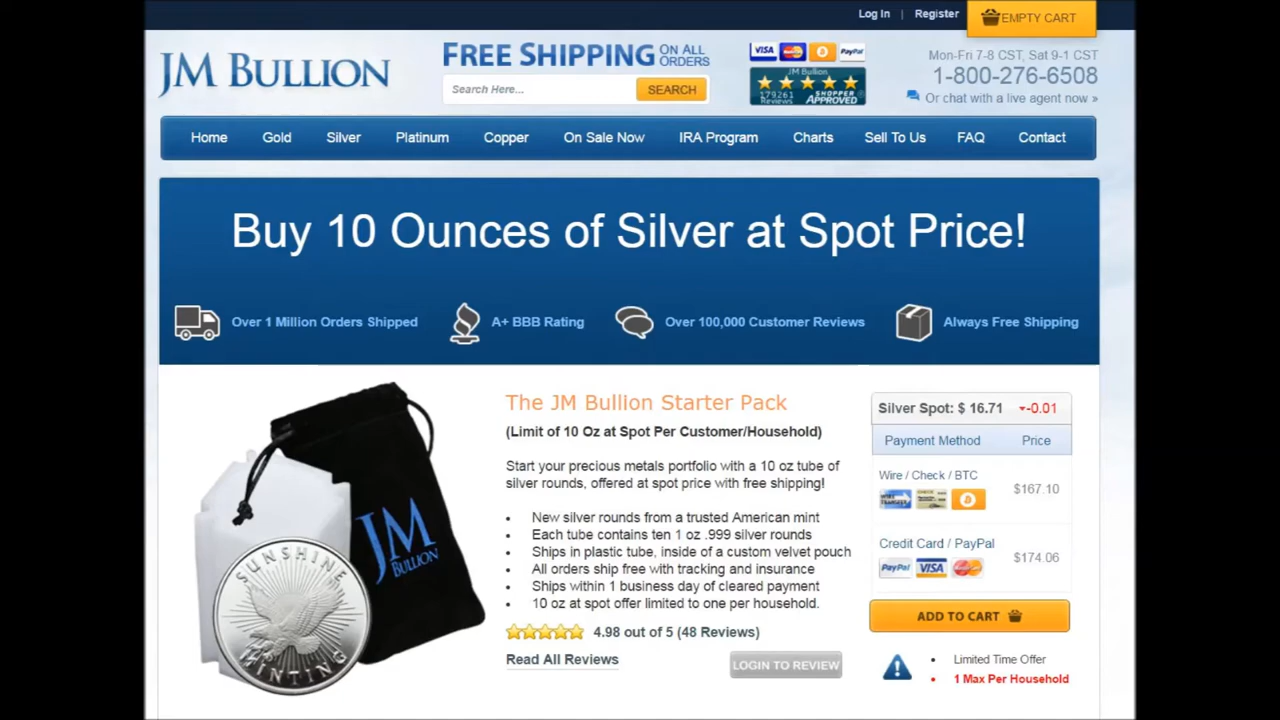 Log In | Register
EMPTY CART
JM BULLION
FREE SHIPPING ON ALL ORDERS
Search Here...
SEARCH
VISA MasterCard PayPal
JM Bullion
179261 Reviews
SHOPPER APPROVED
Mon-Fri 7-8 CST, Sat 9-1 CST
1-800-276-6508
Or chat with a live agent now »
Home Gold Silver Platinum Copper On Sale Now IRA Program Charts Sell To Us FAQ Contact
Buy 10 Ounces of Silver at Spot Price!
Over 1 Million Orders Shipped
A+ BBB Rating
Over 100,000 Customer Reviews
Always Free Shipping
JM
BULLION
SUNSHINE
MINTING
The JM Bullion Starter Pack
(Limit of 10 Oz at Spot Per Customer/Household)
Start your precious metals portfolio with a 10 oz tube of
silver rounds, offered at spot price with free shipping!
• New silver rounds from a trusted American mint
• Each tube contains ten 1 oz .999 silver rounds
• Ships in plastic tube, inside of a custom velvet pouch
• All orders ship free with tracking and insurance
• Ships within 1 business day of cleared payment
• 10 oz at spot offer limited to one per household.
4.98 out of 5 (48 Reviews)
Read All Reviews
LOGIN TO REVIEW
Silver Spot: $ 16.71 -0.01
Payment Method Price
Wire / Check / BTC
$167.10
Credit Card / PayPal
PayPal VISA
$174.06
ADD TO CART
• Limited Time Offer
• 1 Max Per Household